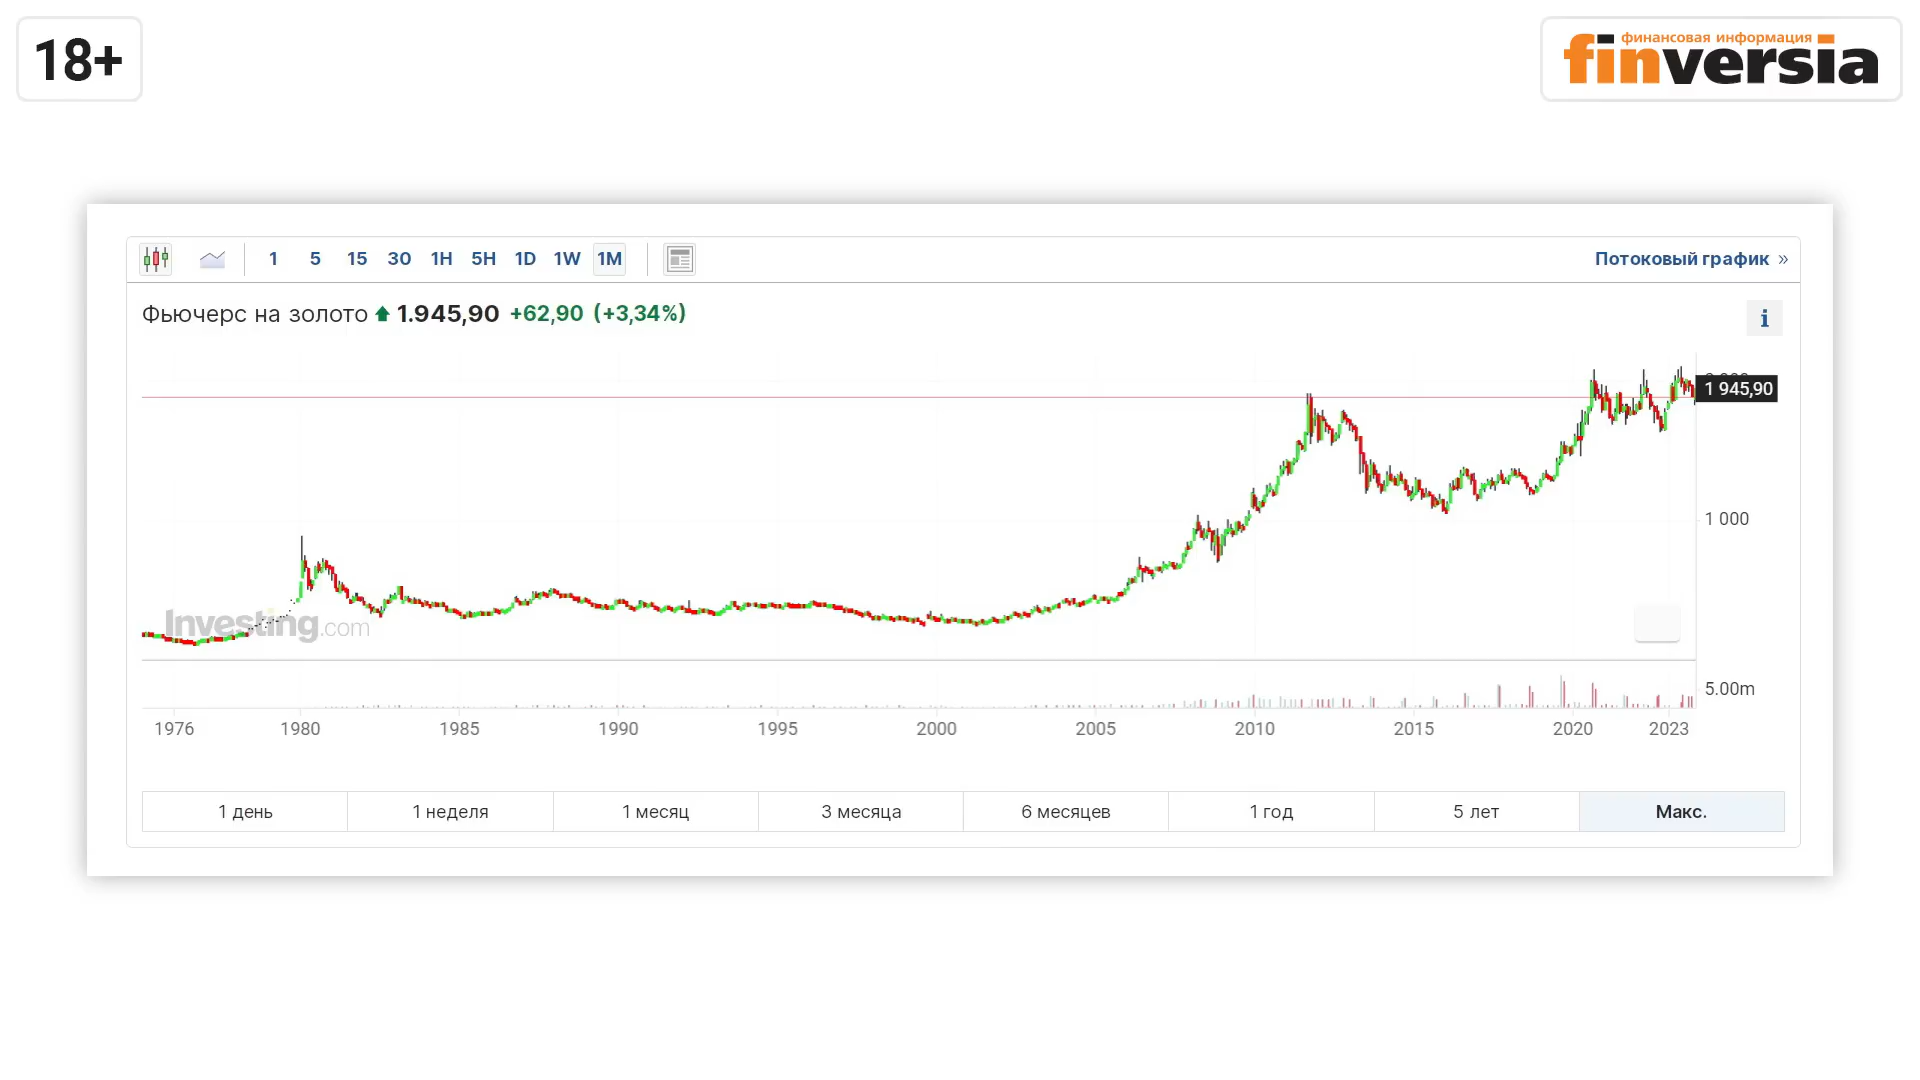 18+
финансовая информация
finversia
1 5 15 30 1H 5H 1D 1W 1M
Потоковый график »
Фьючерс на золото 1.945,90 +62,90 (+3,34%)
i
1 945,90
1 000
Investing.com
5.00m
1976 1980 1985 1990 1995 2000 2005 2010 2015 2020 2023
1 день 1 неделя 1 месяц 3 месяца 6 месяцев 1 год 5 лет Макс.